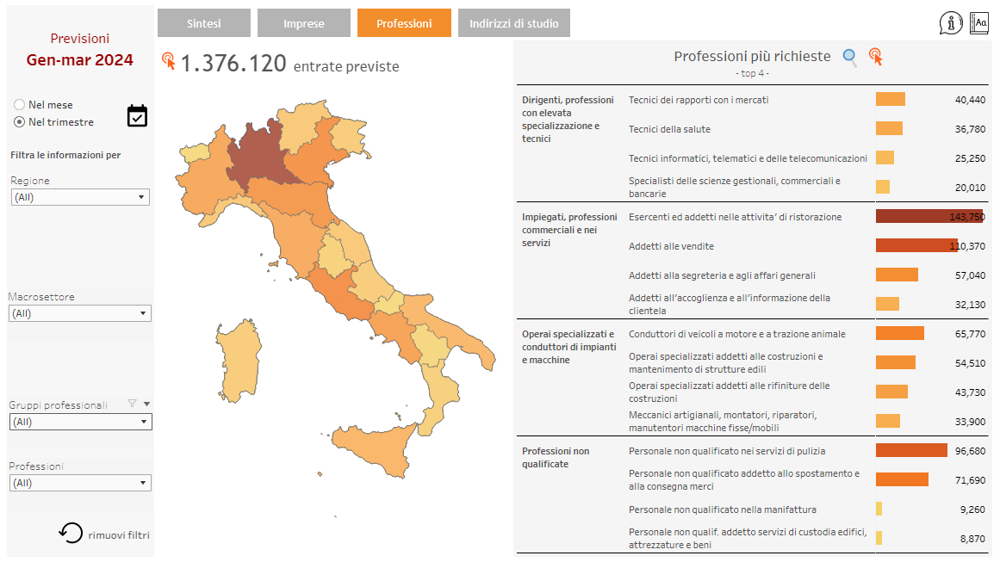 Sintesi
Imprese
Professioni
Indirizzi di studio
Aa
Previsioni
Gen-mar 2024
Nel mese
Nel trimestre
Filtra le informazioni per
Regione
(All)
Macrosettore
(All)
Gruppi professionali
(All)
Professioni
(All)
rimuovi filtri
1.376.120 entrate previste
Professioni più richieste
- top 4 -
Dirigenti, professioni
con elevata
specializzazione e
tecnici
Tecnici dei rapporti con i mercati 40,440
Tecnici della salute 36,780
Tecnici informatici, telematici e delle telecomunicazioni 25,250
Specialisti delle scienze gestionali, commerciali e
bancarie 20,010
Impiegati, professioni
commerciali e nei
servizi
Esercenti ed addetti nelle attivita’ di ristorazione 143,750
Addetti alle vendite 110,370
Addetti alla segreteria e agli affari generali 57,040
Addetti all’accoglienza e all’informazione della
clientela 32,130
Operai specializzati e
conduttori di impianti
e macchine
Conduttori di veicoli a motore e a trazione animale 65,770
Operai specializzati addetti alle costruzioni e
mantenimento di strutture edili 54,510
Operai specializzati addetti alle rifiniture delle
costruzioni 43,730
Meccanici artigianali, montatori, riparatori,
manutentori macchine fisse/mobili 33,900
Professioni non
qualificate
Personale non qualificato nei servizi di pulizia 96,680
Personale non qualificato addetto allo spostamento e
alla consegna merci 71,690
Personale non qualificato nella manifattura 9,260
Personale non qualif. addetto servizi di custodia edifici,
attrezzature e beni 8,870